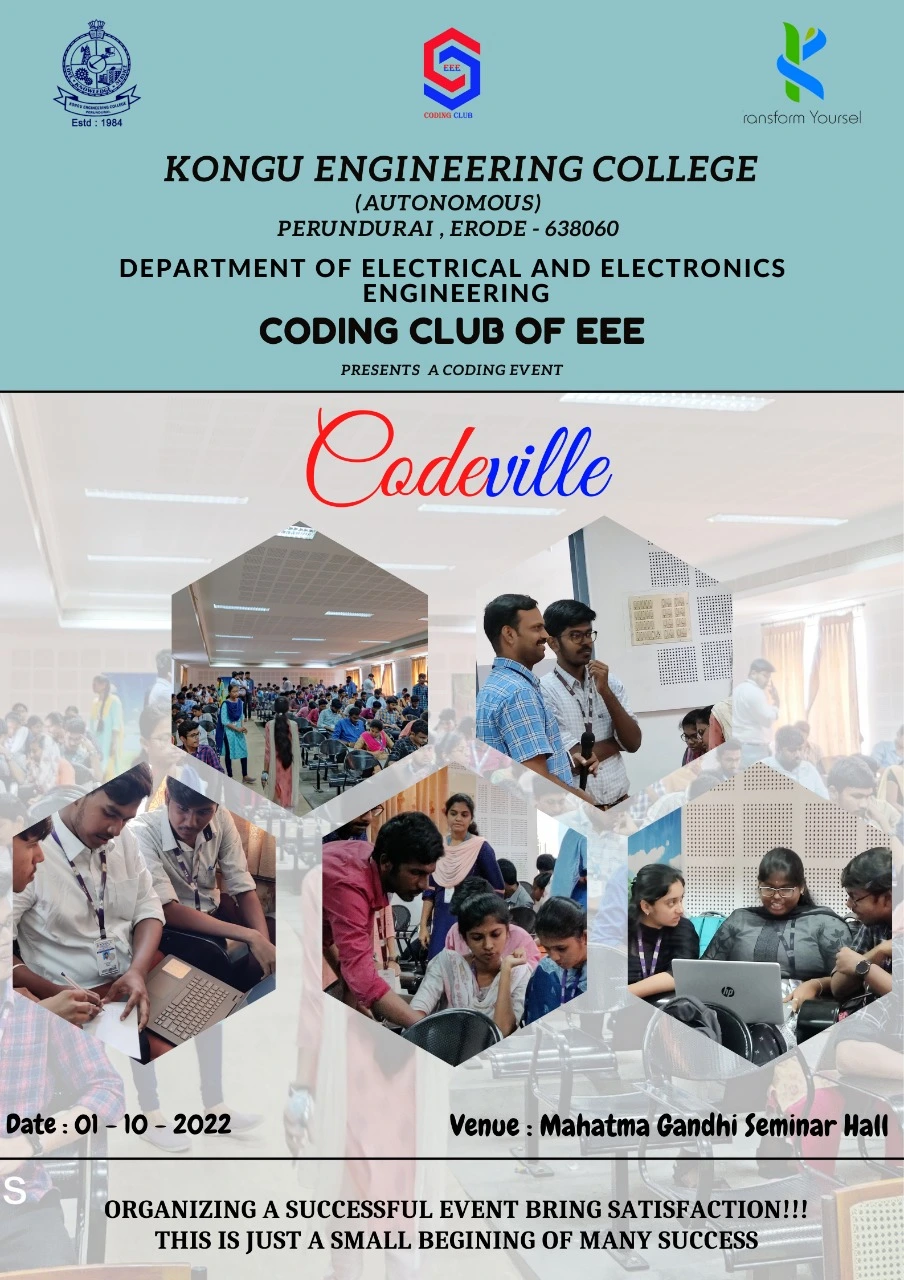 Estd : 1984
EEE
CODING CLUB
ransform Yoursel
KONGU ENGINEERING COLLEGE
(AUTONOMOUS)
PERUNDURAI , ERODE - 638060
DEPARTMENT OF ELECTRICAL AND ELECTRONICS
ENGINEERING
CODING CLUB OF EEE
PRESENTS A CODING EVENT
Codeville
hp
Date : 01 - 10 - 2022
Venue : Mahatma Gandhi Seminar Hall
S
ORGANIZING A SUCCESSFUL EVENT BRING SATISFACTION!!!
THIS IS JUST A SMALL BEGINING OF MANY SUCCESS